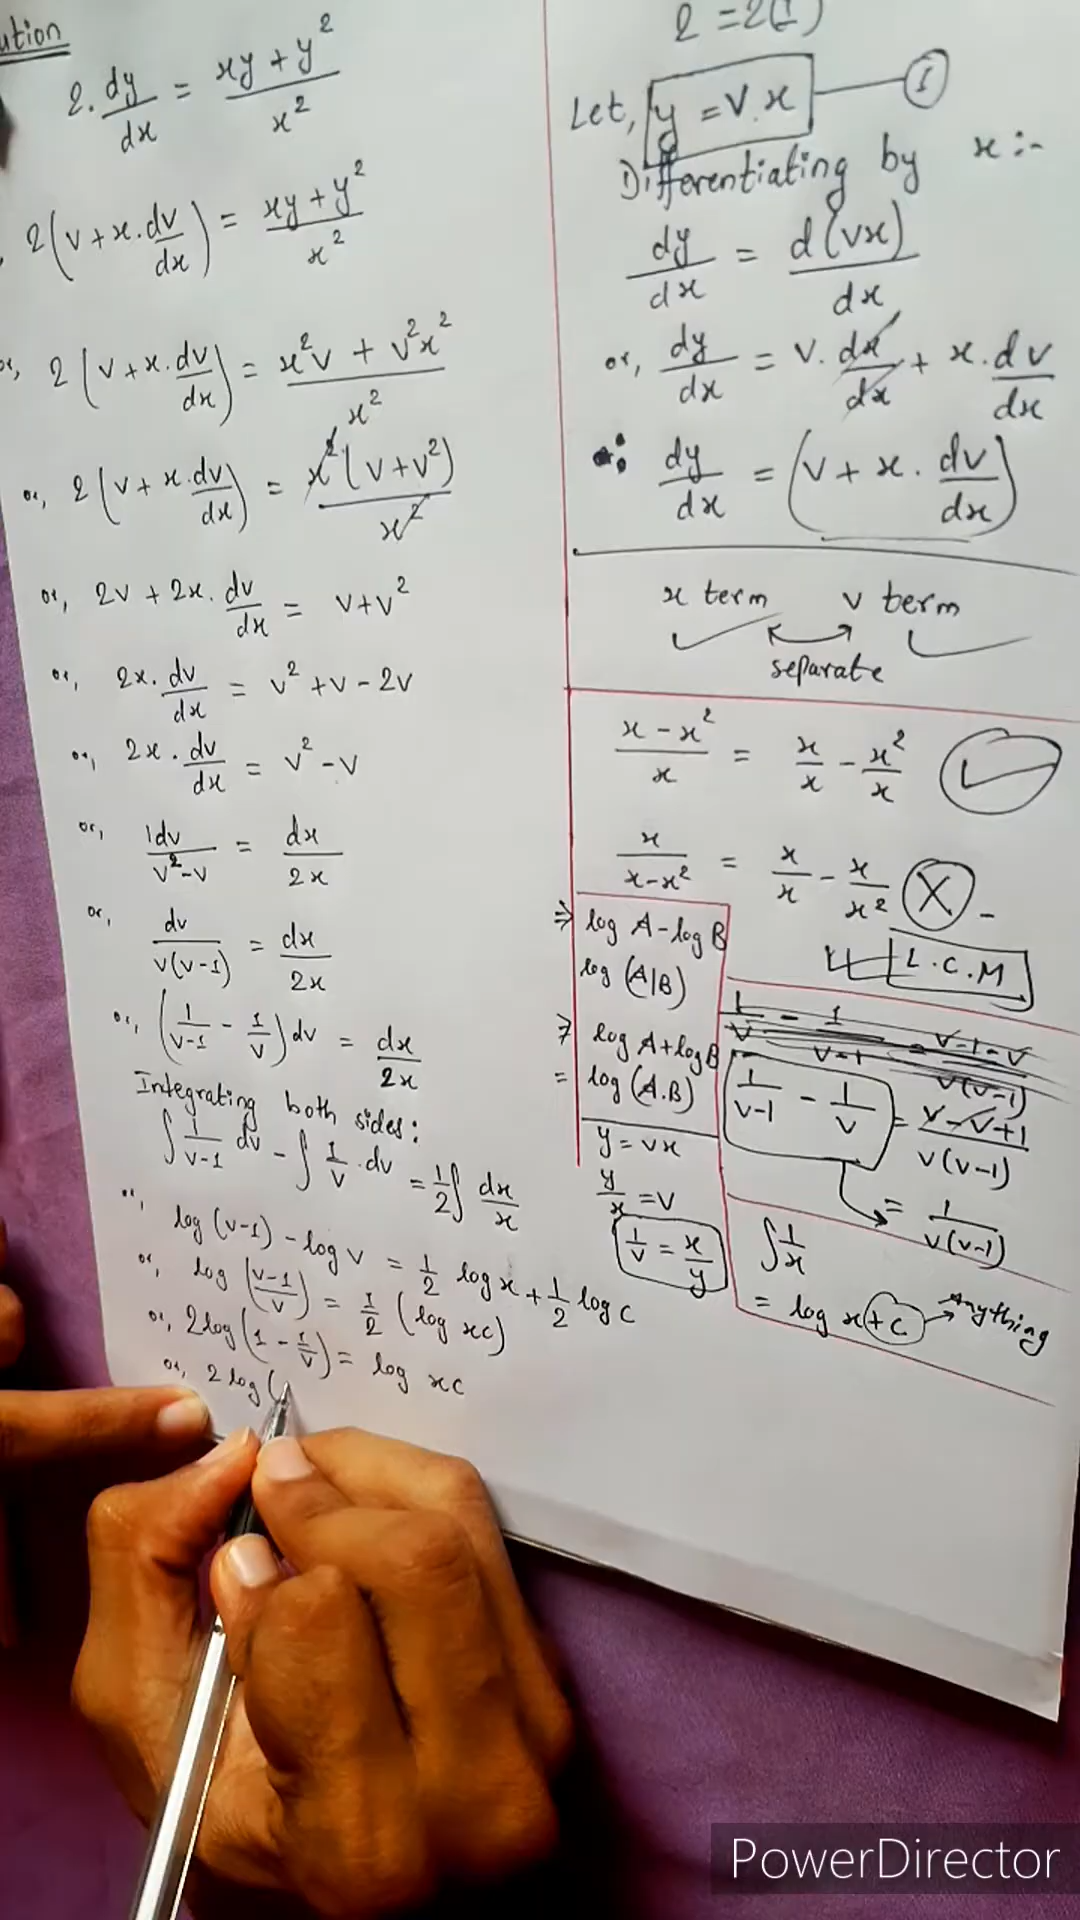 ution
2. dy/dx = (xy + y²)/x²
2(v + x.dv/dx) = (xy + y²)/x²
2(v + x.dv/dx) = (x²v + v²x²)/x²
or, 2(v + x.dv/dx) = x²(v + v²)/x²
or, 2v + 2x.dv/dx = v + v²
or, 2x.dv/dx = v² + v - 2v
or, 2x.dv/dx = v² - v
or, 1dv/(v² - v) = dx/2x
or, dv/(v(v-1)) = dx/2x
or, (1/(v-1) - 1/v)dv = dx/2x
Integrating both sides:
∫1/(v-1) dv - ∫1/v.dv = 1/2∫dx/x
or, log(v-1) - log v = 1/2 log x + 1/2 log c
or, log((v-1)/v) = 1/2(log xc)
or, 2log(1 - 1/v) = log xc
or, 2log(
2 = 2(1)
Let, y = v.x — (1)
Differentiating by x :-
dy/dx = d(vx)/dx
or, dy/dx = v.dx/dx + x.dv/dx
∴ dy/dx = (v + x.dv/dx)
x term v term
separate
(x - x²)/x = x/x - x²/x ✓
x/(x - x²) = x/x - x/x² X -
L.C.M
⇒ log A - log B
log (A/B)
⇒ log A + log B
= log (A.B)
y = vx
y/x = v
1/v = x/y
1/v - 1/(v-1) = (v-1-v)/(v(v-1))
1/(v-1) - 1/v = (v-v+1)/(v(v-1))
= 1/(v(v-1))
∫1/x
= log x + c → Anything
PowerDirector